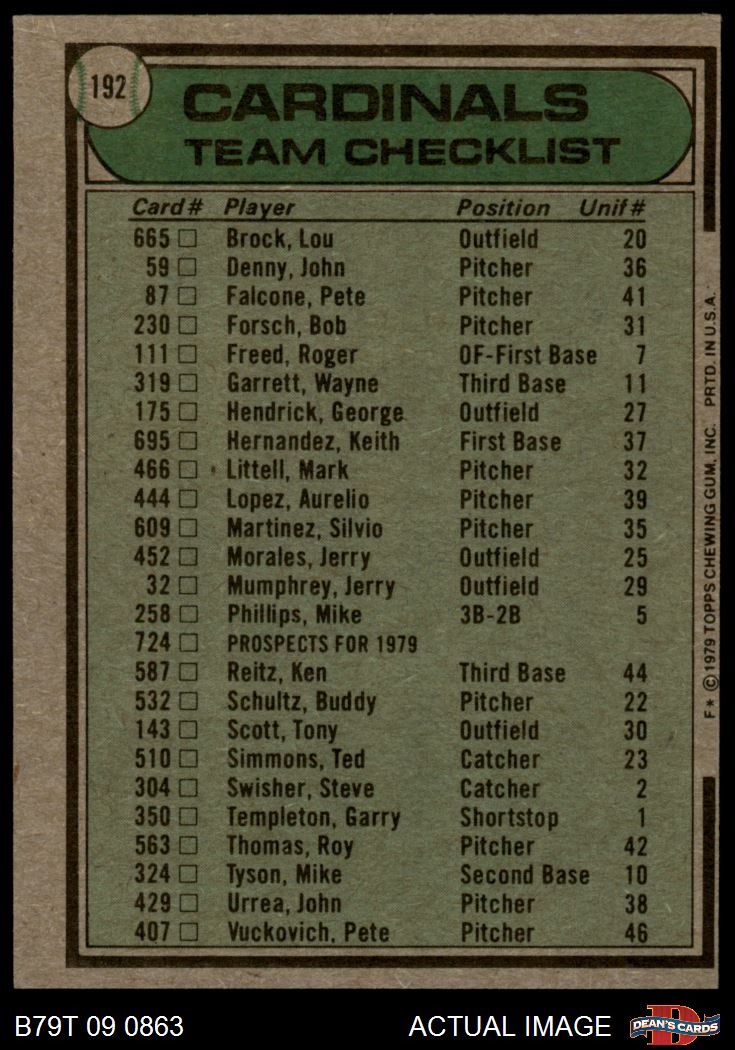 192
CARDINALS
TEAM CHECKLIST
Card# Player Position Unif#
665 □ Brock, Lou Outfield 20
59 □ Denny, John Pitcher 36
87 □ Falcone, Pete Pitcher 41
230 □ Forsch, Bob Pitcher 31
111 □ Freed, Roger OF-First Base 7
319 □ Garrett, Wayne Third Base 11
175 □ Hendrick, George Outfield 27
695 □ Hernandez, Keith First Base 37
466 □ Littell, Mark Pitcher 32
444 □ Lopez, Aurelio Pitcher 39
609 □ Martinez, Silvio Pitcher 35
452 □ Morales, Jerry Outfield 25
32 □ Mumphrey, Jerry Outfield 29
258 □ Phillips, Mike 3B-2B 5
724 □ PROSPECTS FOR 1979
587 □ Reitz, Ken Third Base 44
532 □ Schultz, Buddy Pitcher 22
143 □ Scott, Tony Outfield 30
510 □ Simmons, Ted Catcher 23
304 □ Swisher, Steve Catcher 2
350 □ Templeton, Garry Shortstop 1
563 □ Thomas, Roy Pitcher 42
324 □ Tyson, Mike Second Base 10
429 □ Urrea, John Pitcher 38
407 □ Vuckovich, Pete Pitcher 46
F* © 1979 TOPPS CHEWING GUM, INC. PRTD. IN U.S.A.
B79T 09 0863 ACTUAL IMAGE
D
DEAN'S CARDS